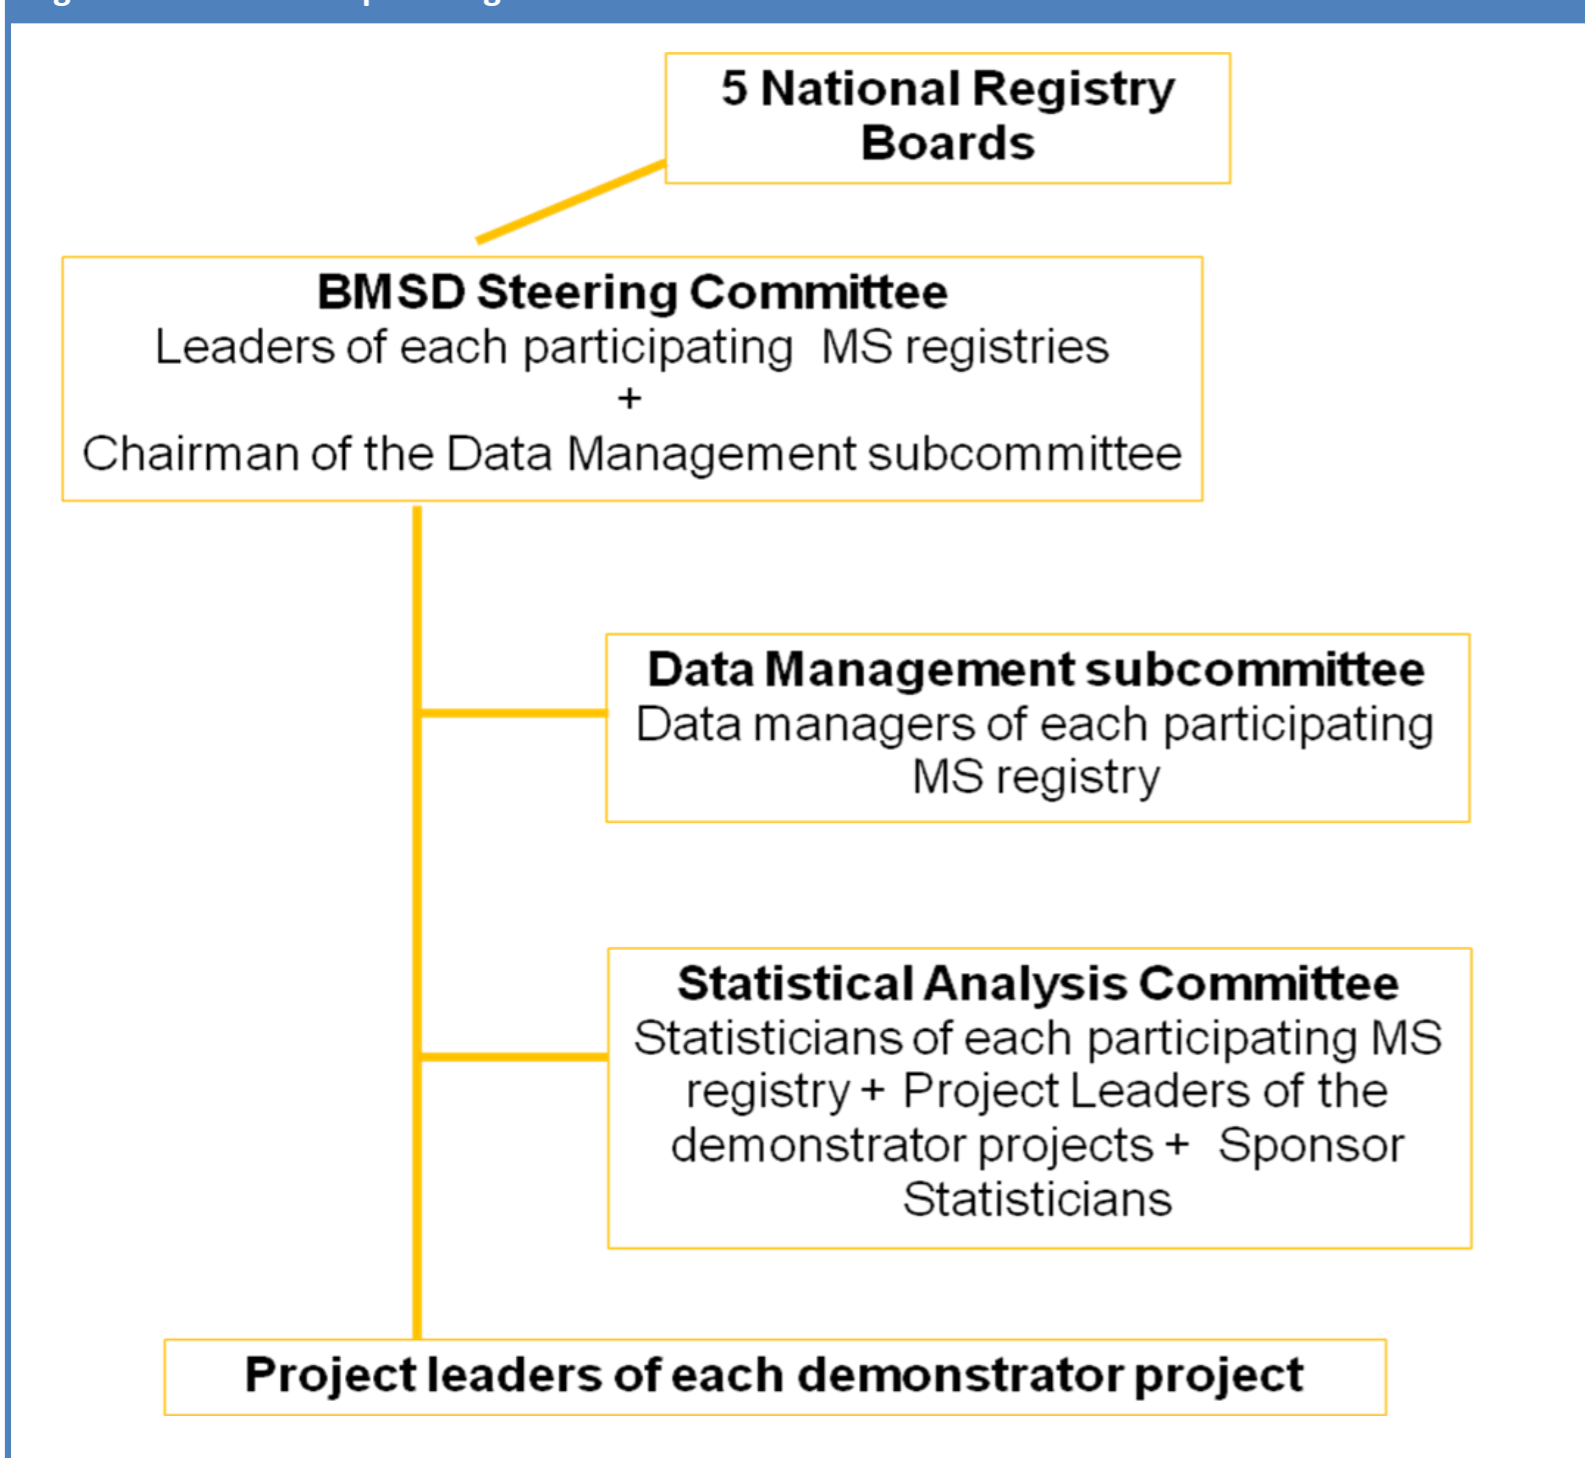 5 National Registry
Boards
BMSD Steering Committee
Leaders of each participating MS registries
+
Chairman of the Data Management subcommittee
Data Management subcommittee
Data managers of each participating
MS registry
Statistical Analysis Committee
Statisticians of each participating MS
registry + Project Leaders of the
demonstrator projects + Sponsor
Statisticians
Project leaders of each demonstrator project